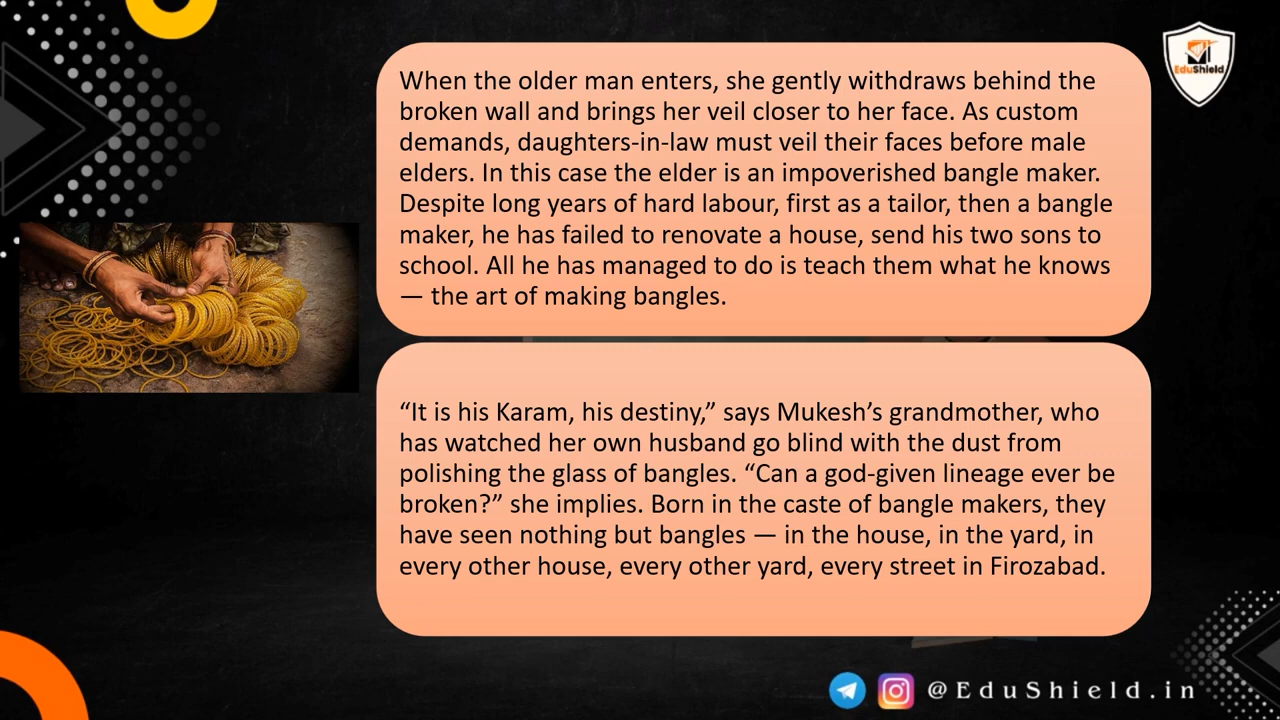 EduShield
When the older man enters, she gently withdraws behind the
broken wall and brings her veil closer to her face. As custom
demands, daughters-in-law must veil their faces before male
elders. In this case the elder is an impoverished bangle maker.
Despite long years of hard labour, first as a tailor, then a bangle
maker, he has failed to renovate a house, send his two sons to
school. All he has managed to do is teach them what he knows
— the art of making bangles.
“It is his Karam, his destiny,” says Mukesh’s grandmother, who
has watched her own husband go blind with the dust from
polishing the glass of bangles. “Can a god-given lineage ever be
broken?” she implies. Born in the caste of bangle makers, they
have seen nothing but bangles — in the house, in the yard, in
every other house, every other yard, every street in Firozabad.
@EduShield.in